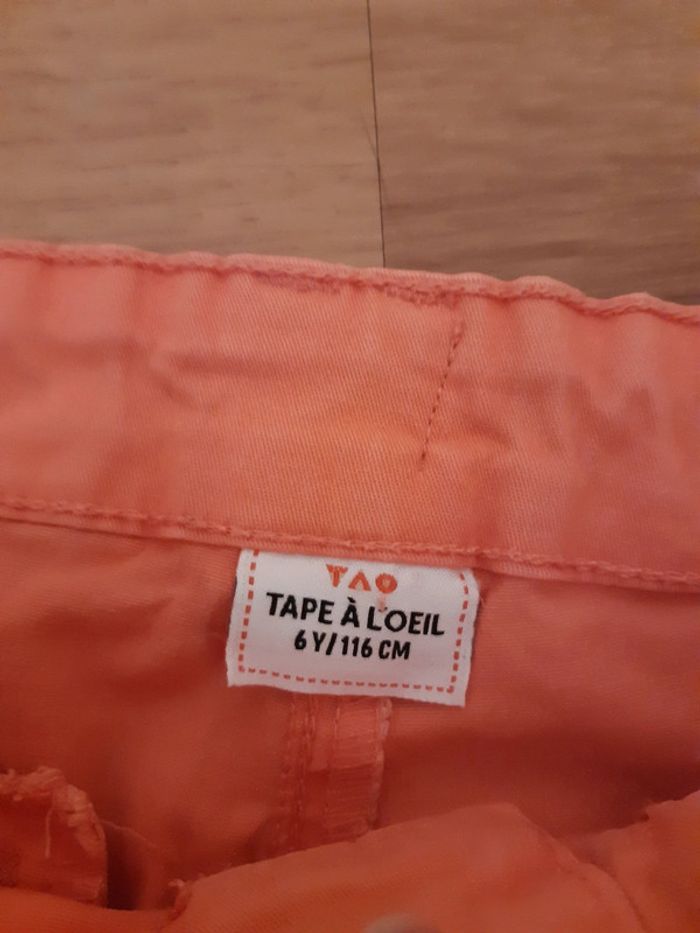 TAO
TAPE À L'OEIL
6 Y/116 CM